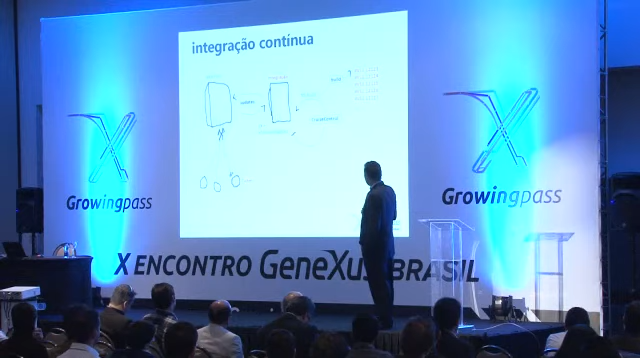 integração contínua
Growingpass
Growingpass
X ENCONTRO GeneXus BRASIL